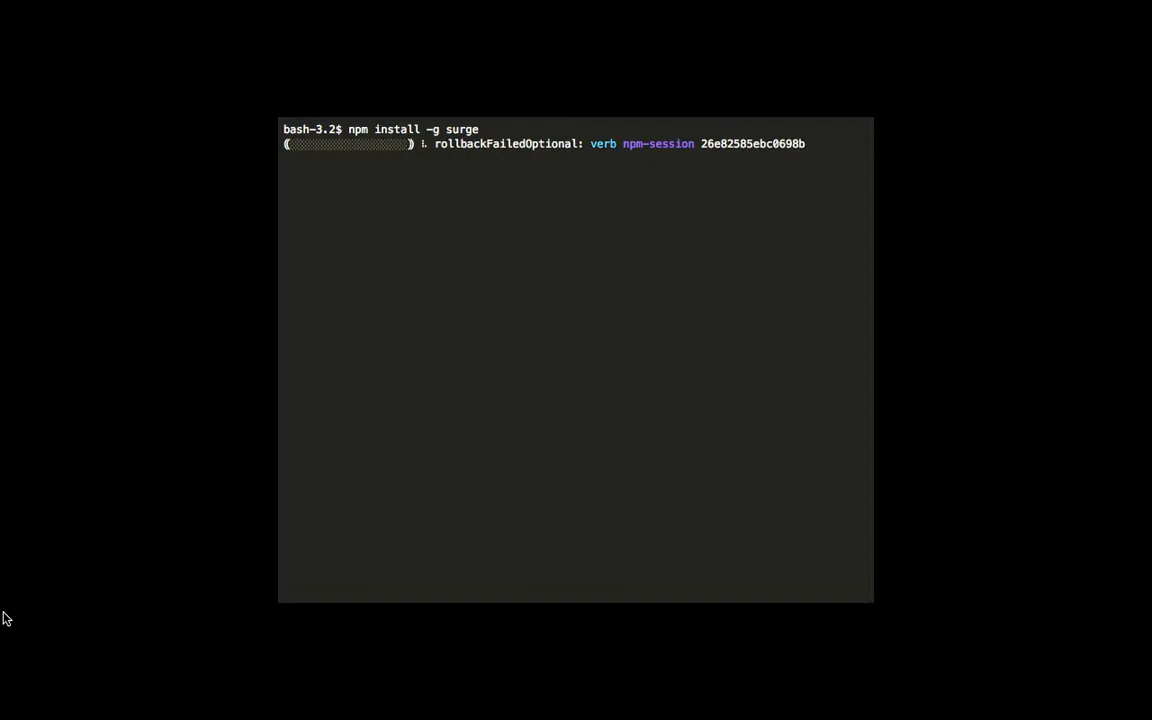 bash-3.2$ npm install -g surge
(░░░░░░░░░░░░░░░░░░) ⠧ rollbackFailedOptional: verb npm-session 26e82585ebc0698b